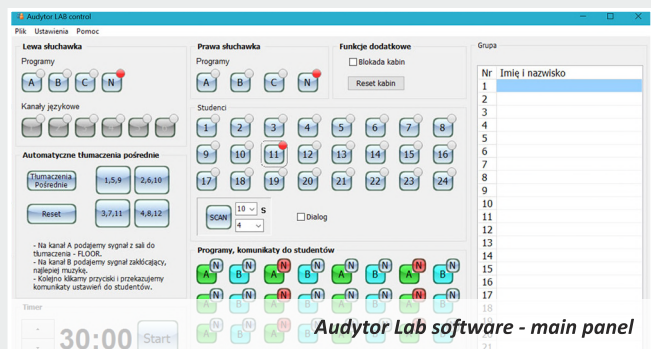 Audytor LAB control
Plik Ustawienia Pomoc
Lewa słuchawka
Programy
A B C N
Kanały językowe
Automatyczne tłumaczenia pośrednie
Tłumaczenia Pośrednie 1,5,9 2,6,10
Reset 3,7,11 4,8,12
- Na kanał A podajemy sygnał z sali do
tłumaczenia - FLOOR.
- Na kanał B podajemy sygnał zakłócający,
najlepiej muzykę.
- Kolejno klikamy przyciski i przekazujemy
komunikaty ustawień do studentów.
Timer
30:00 Start
Prawa słuchawka
Programy
A B C N
Funkcje dodatkowe
Blokada kabin
Reset kabin
Studenci
1 2 3 4 5 6 7 8
9 10 11 12 13 14 15 16
17 18 19 20 21 22 23 24
SCAN 10 s
4
Dialog
Programy, komunikaty do studentów
A N B N A N B N A N B N A N B N
A N B N A N B N A N B N A N B N
A B A B A B A B
Grupa
Nr Imię i nazwisko
1
2
3
4
5
6
7
8
9
10
11
12
13
14
15
16
17
18
21
Audytor Lab software - main panel